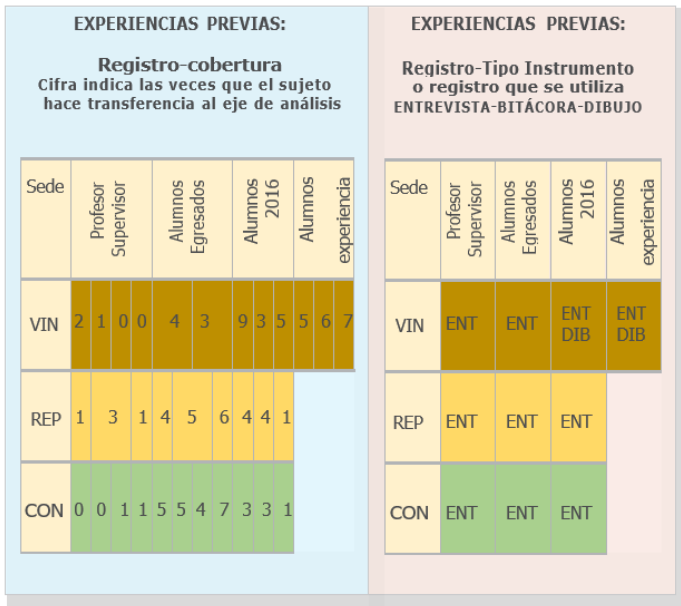 EXPERIENCIAS PREVIAS:
Registro-cobertura
Cifra indica las veces que el sujeto
hace transferencia al eje de análisis
Sede Profesor Supervisor Alumnos Egresados Alumnos 2016 Alumnos experiencia
VIN 2 1 0 0 4 3 9 3 5 5 6 7
REP 1 3 1 4 5 6 4 4 1
CON 0 0 1 1 5 5 4 7 3 3 1
EXPERIENCIAS PREVIAS:
Registro-Tipo Instrumento
o registro que se utiliza
ENTREVISTA-BITÁCORA-DIBUJO
Sede Profesor Supervisor Alumnos Egresados Alumnos 2016 Alumnos experiencia
VIN ENT ENT ENT DIB ENT DIB
REP ENT ENT ENT
CON ENT ENT ENT